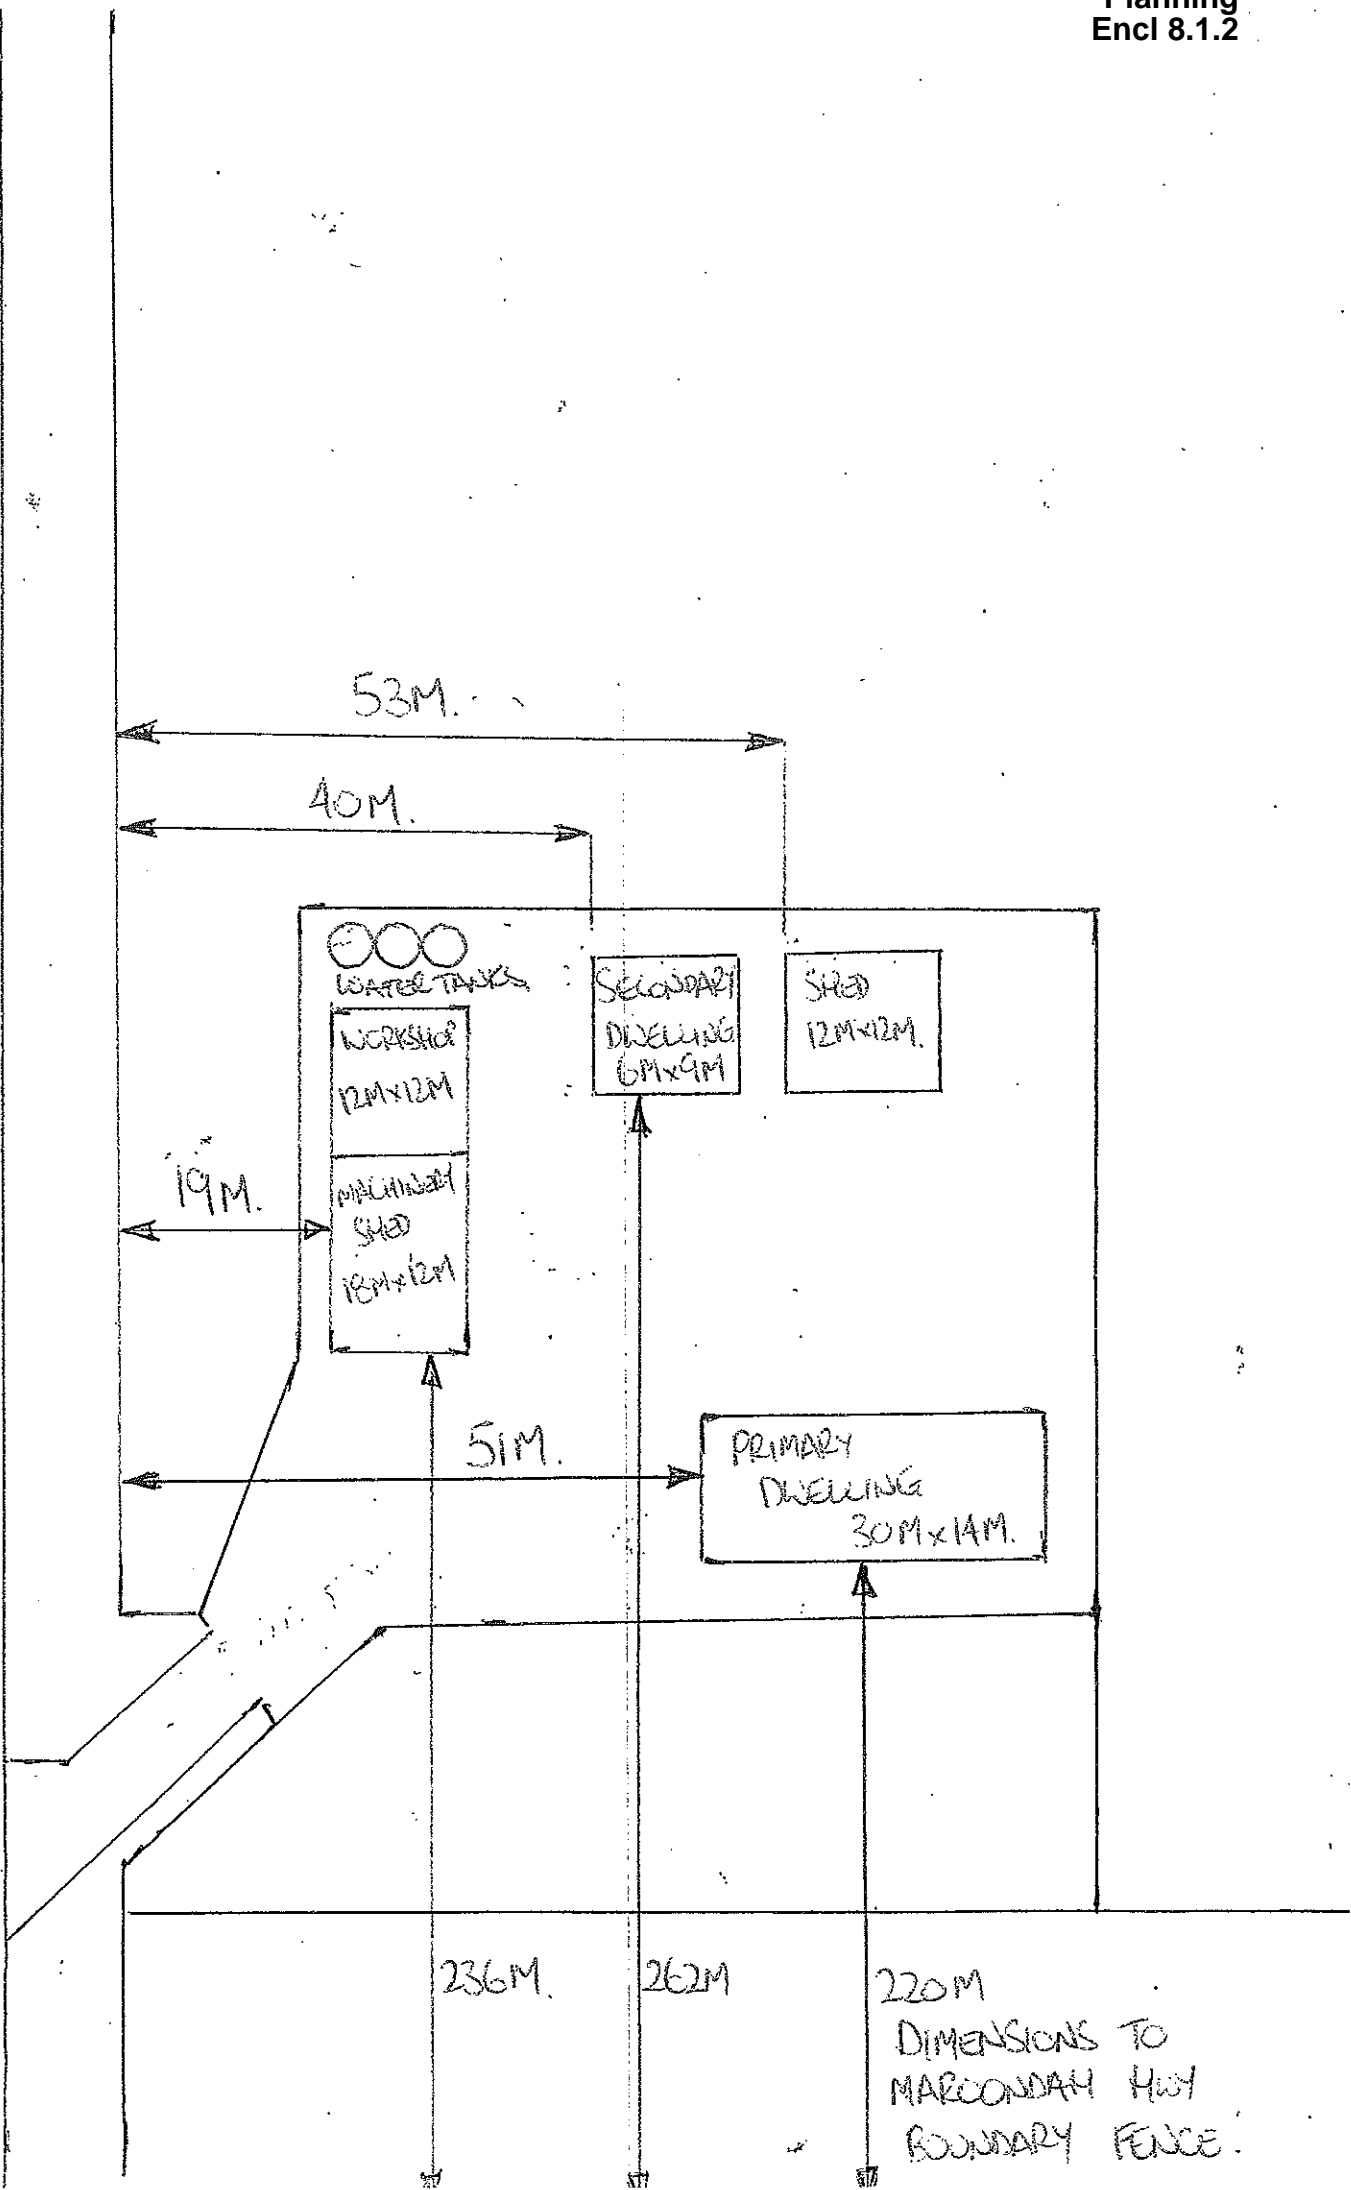 Planning
Encl 8.1.2
53M.
40M.
WATER TANKS
WORKSHOP
12M×12M
SECONDARY
DWELLING
6M×9M
SHED
12M×12M.
19M.
MACHINERY
SHED
18M×12M
51M.
PRIMARY
DWELLING
30M×14M.
236M.
262M
220M
DIMENSIONS TO
MAROONDAH HWY
BOUNDARY FENCE.